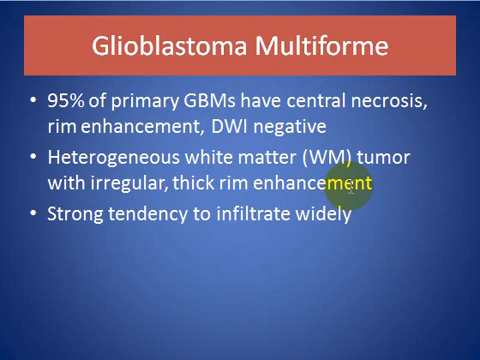 Glioblastoma Multiforme
• 95% of primary GBMs have central necrosis,
rim enhancement, DWI negative
• Heterogeneous white matter (WM) tumor
with irregular, thick rim enhancement
• Strong tendency to infiltrate widely